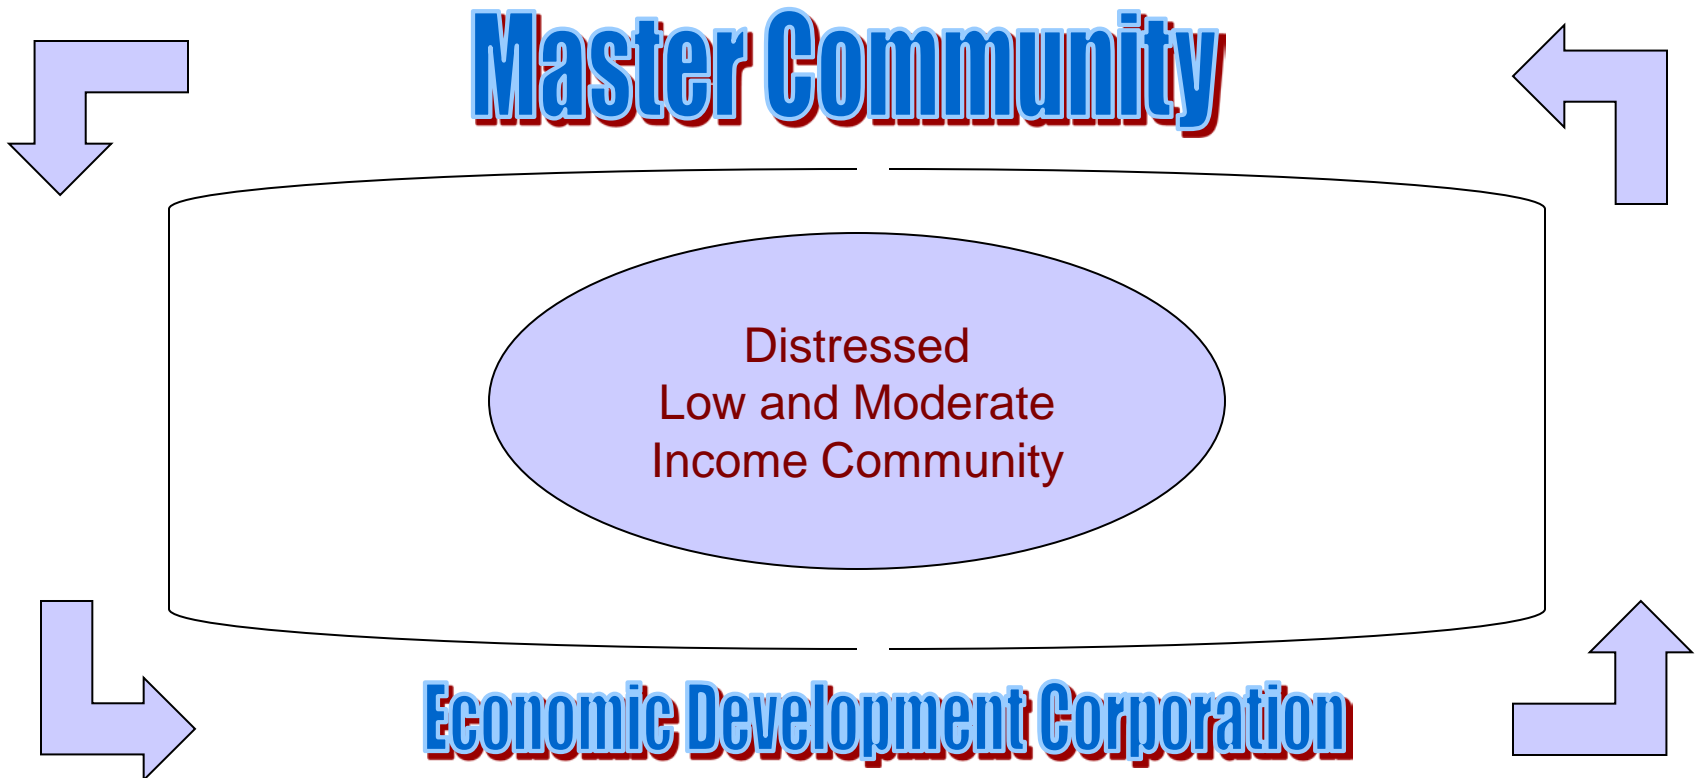 Master Community
Distressed
Low and Moderate
Income Community
Economic Development Corporation